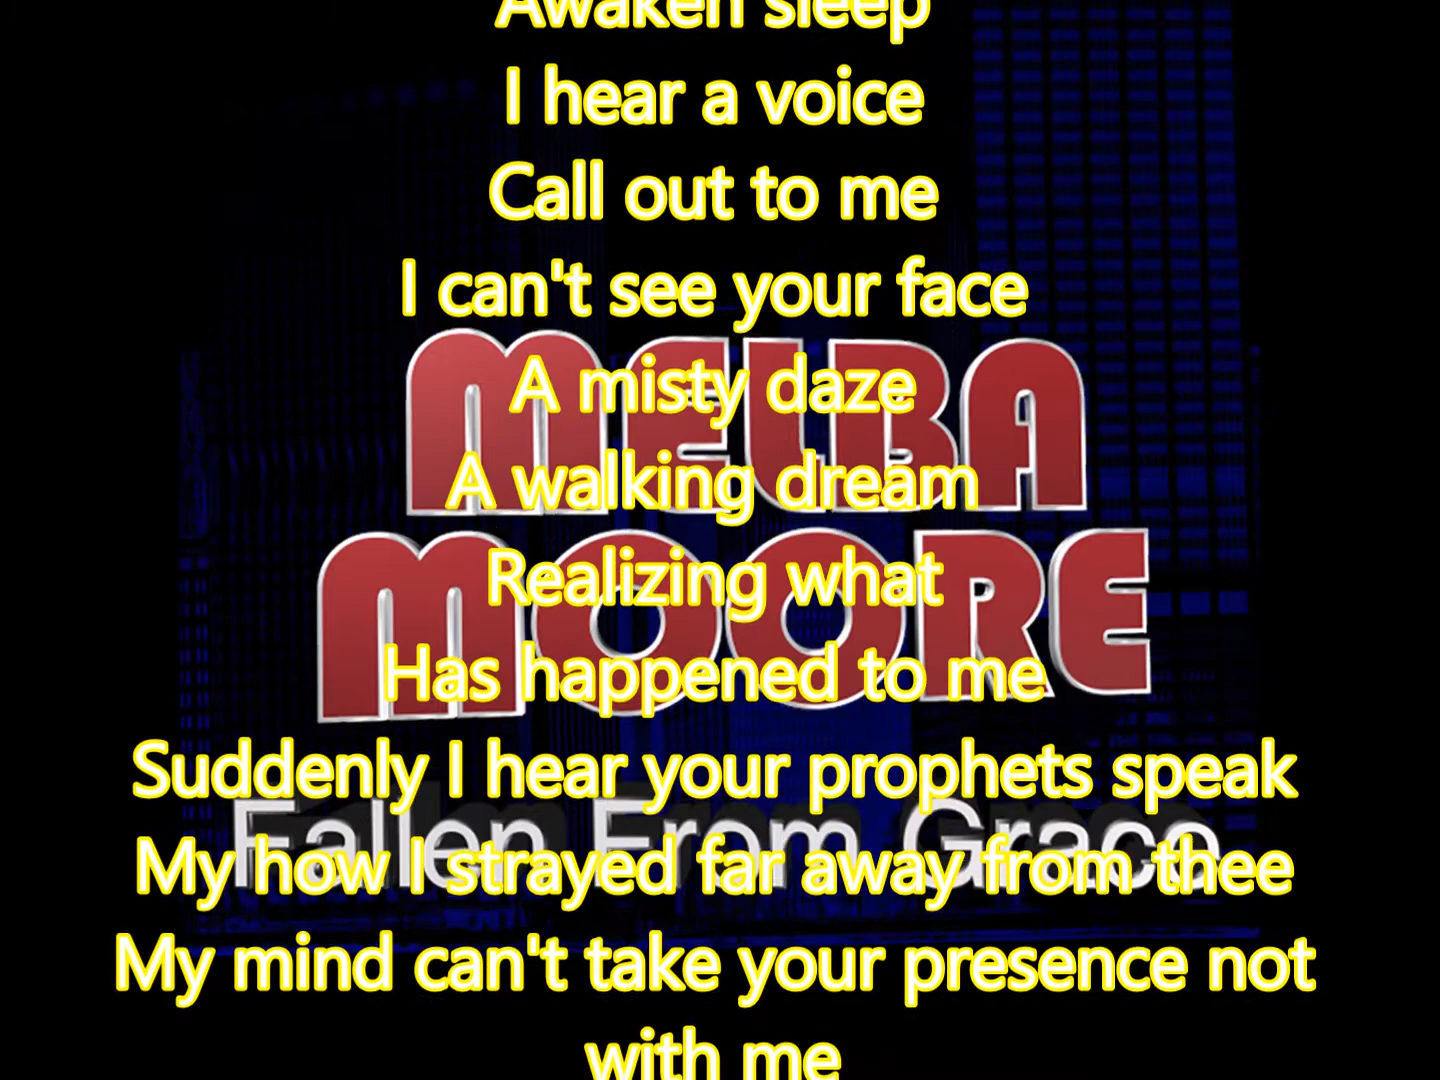 Awaken sleep
I hear a voice
Call out to me
I can't see your face
A misty daze
A walking dream
Realizing what
Has happened to me
Suddenly I hear your prophets speak
My how I strayed far away from thee
My mind can't take your presence not
with me
MELBA
MOORE
Fallen From Grace